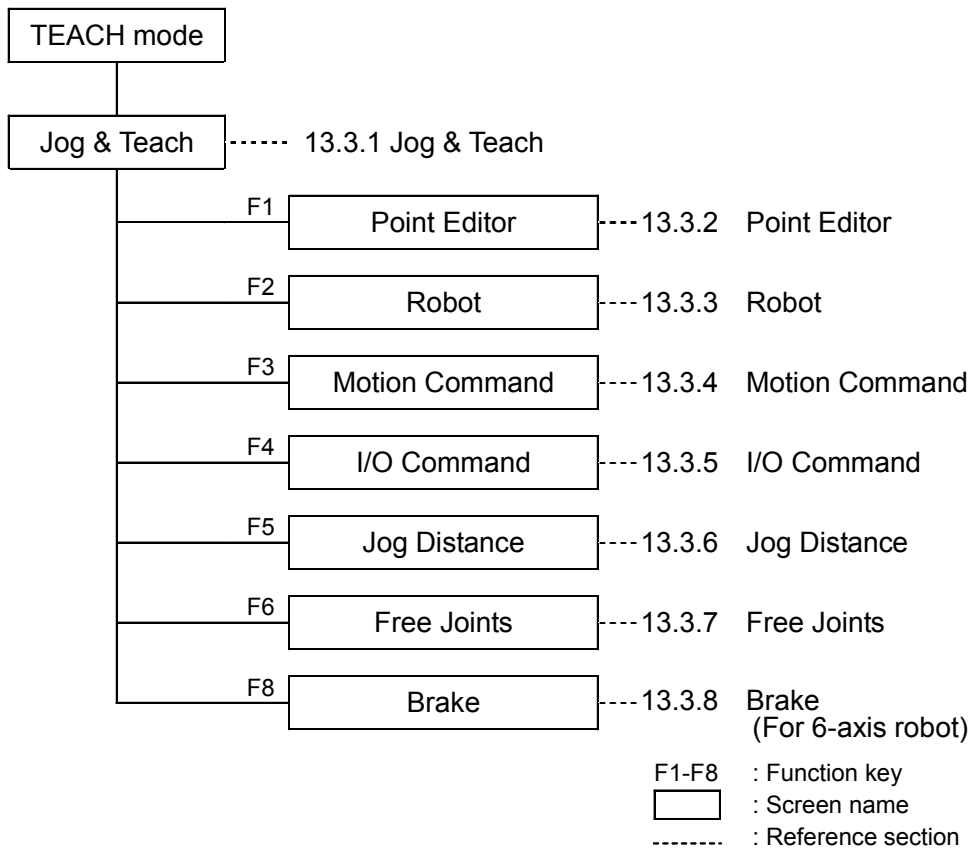 TEACH mode
Jog & Teach 13.3.1 Jog & Teach
F1 Point Editor 13.3.2 Point Editor
F2 Robot 13.3.3 Robot
F3 Motion Command 13.3.4 Motion Command
F4 I/O Command 13.3.5 I/O Command
F5 Jog Distance 13.3.6 Jog Distance
F6 Free Joints 13.3.7 Free Joints
F8 Brake 13.3.8 Brake
(For 6-axis robot)
F1-F8 : Function key
: Screen name
: Reference section